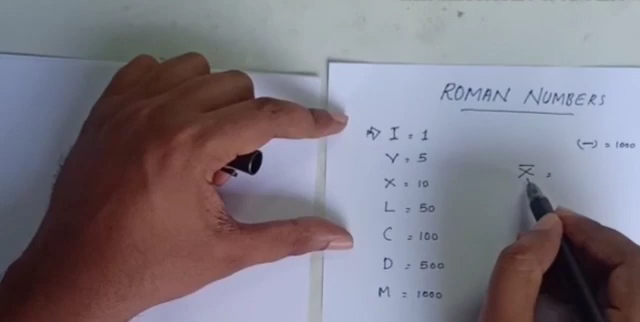 ROMAN NUMBERS
I = 1
V = 5
X = 10
L = 50
C = 100
D = 500
M = 1000
(—) = 1000
X̅ =